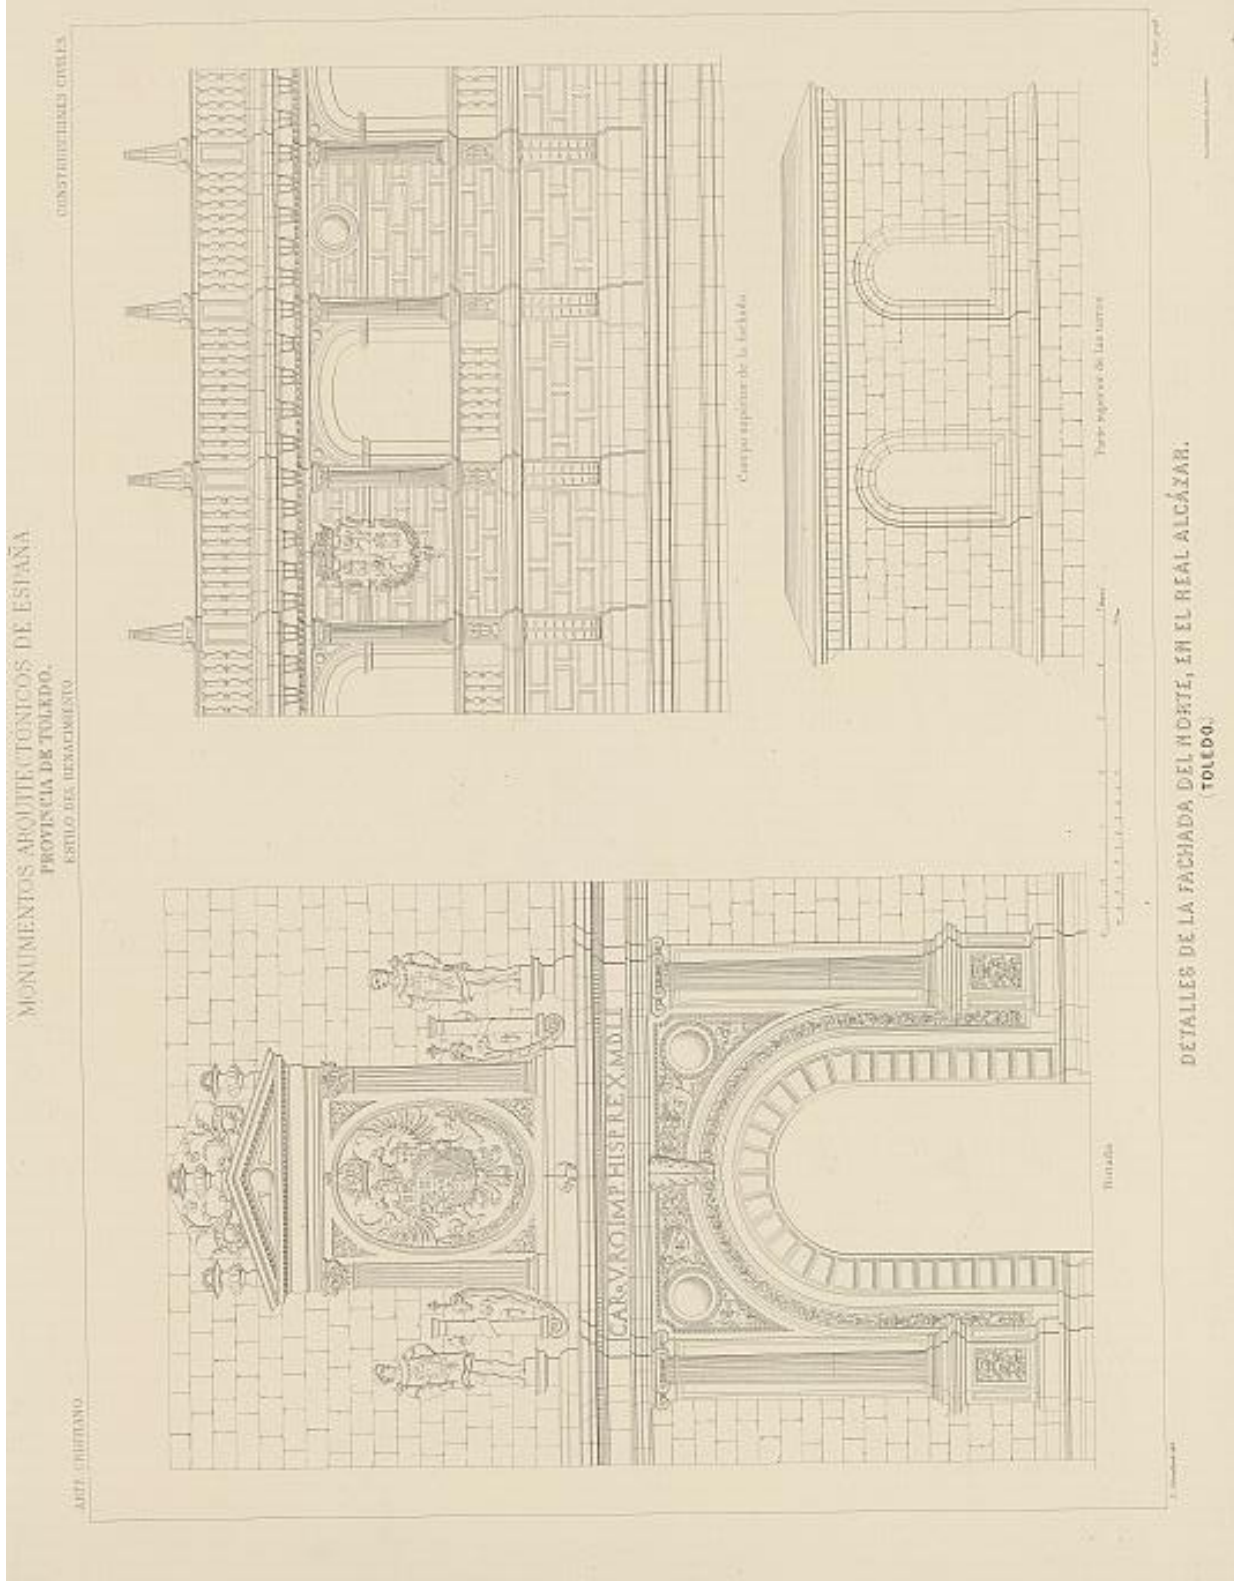 ARTE CRISTIANO
MONUMENTOS ARQUITECTÓNICOS DE ESPAÑA
PROVINCIA DE TOLEDO.
ESTILO DEL RENACIMIENTO
CONSTRUCCIONES CIVILES
CAR.V.RO.IMP.HISP.REX.MDLI
Portada
Cuerpo superior de la fachada
Parte superior de las torres
DETALLES DE LA FACHADA DEL NORTE, EN EL REAL ALCÁZAR.
(TOLEDO.)